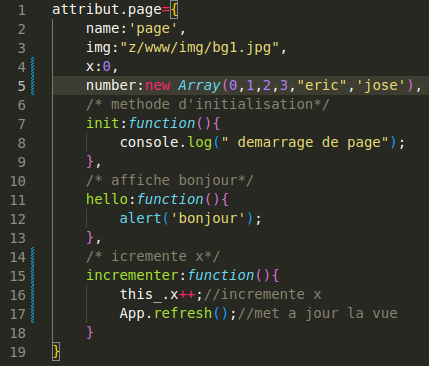 1 attribut.page={
2 name:'page',
3 img:"z/www/img/bg1.jpg",
4 x:0,
5 number:new Array(0,1,2,3,"eric",'jose'),
6 /* methode d'initialisation*/
7 init:function(){
8 console.log(" demarrage de page");
9 },
10 /* affiche bonjour*/
11 hello:function(){
12 alert('bonjour');
13 },
14 /* icremente x*/
15 incrementer:function(){
16 this_.x++;//incremente x
17 App.refresh();//met a jour la vue
18 }
19 }